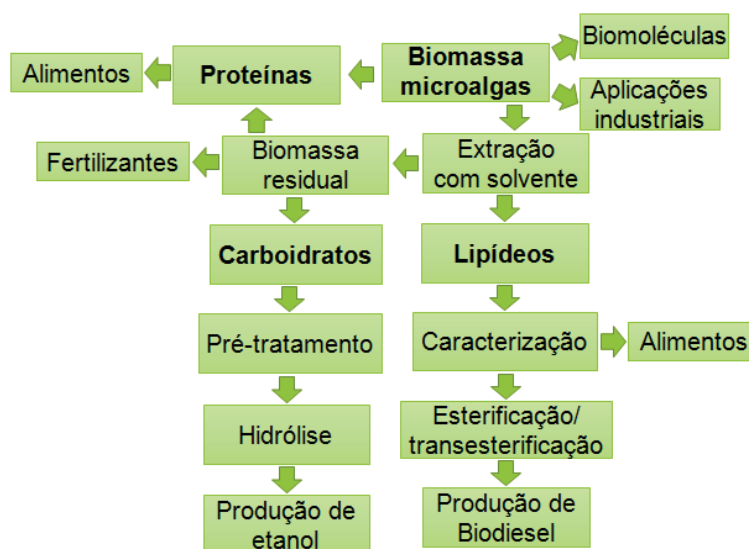 Biomoléculas
Alimentos
Proteínas
Biomassa
microalgas
Aplicações
industriais
Fertilizantes
Biomassa
residual
Extração
com solvente
Carboidratos
Lipídeos
Pré-tratamento
Caracterização
Alimentos
Hidrólise
Esterificação/
transesterificação
Produção de
etanol
Produção de
Biodiesel